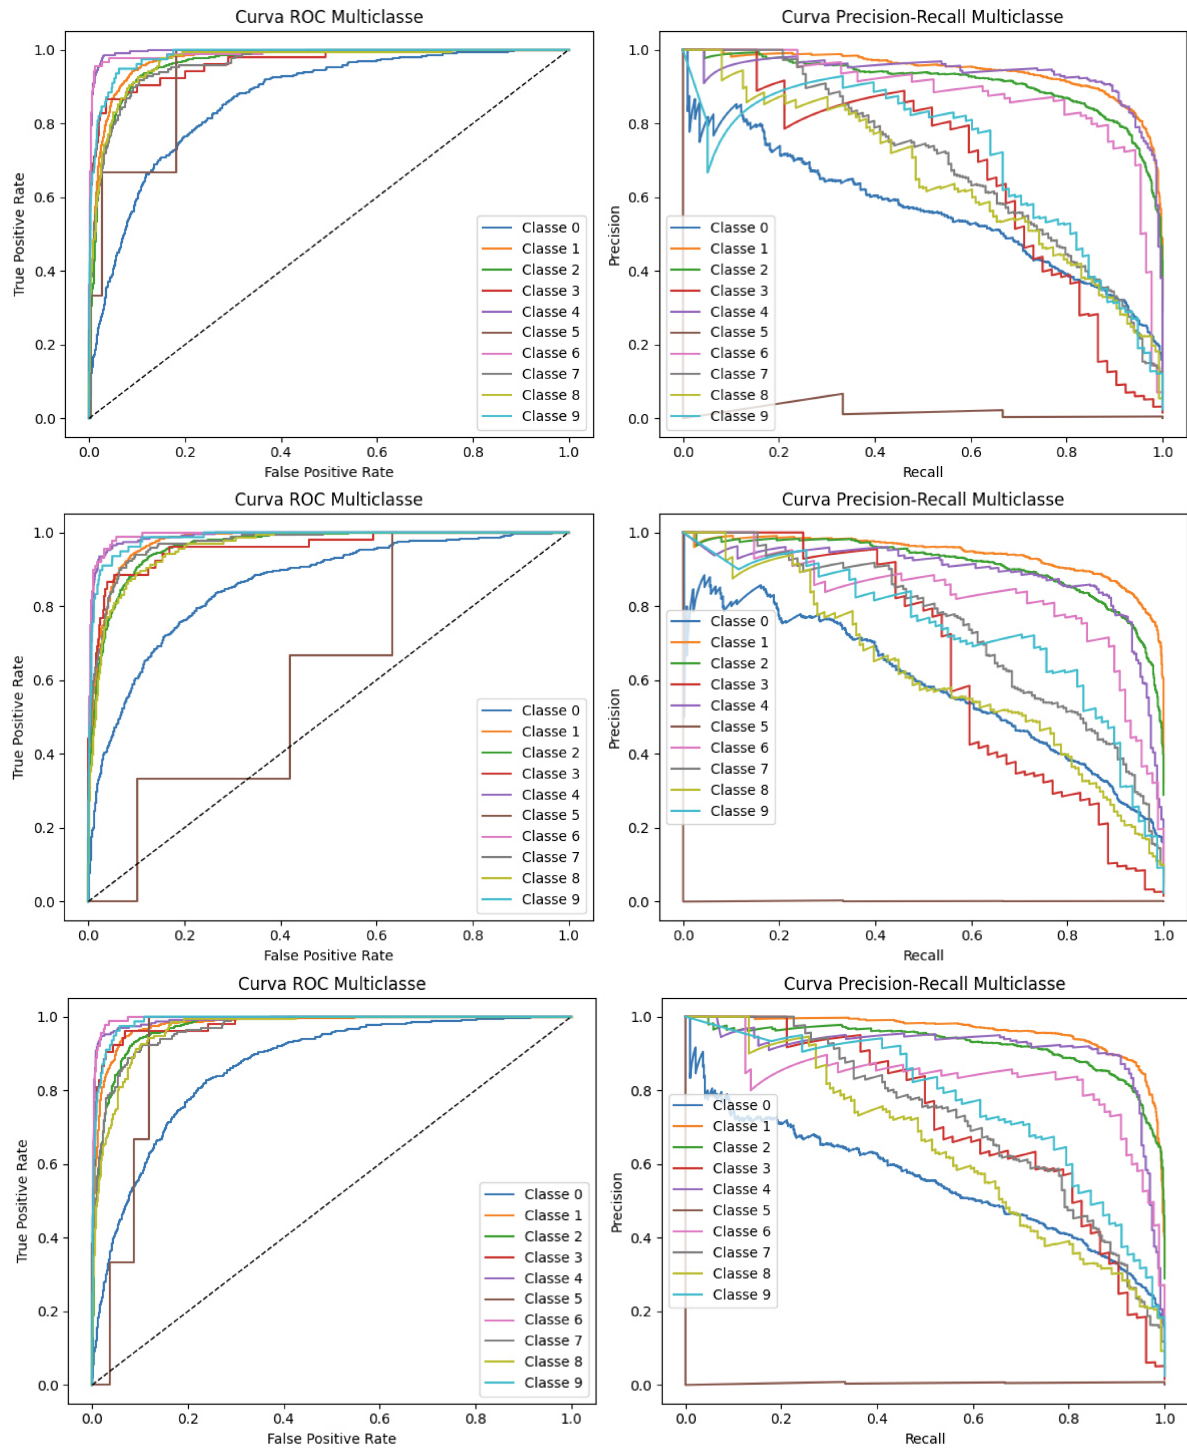 Curva ROC Multiclasse
True Positive Rate
1.0
0.8
0.6
0.4
0.2
0.0
Classe 0
Classe 1
Classe 2
Classe 3
Classe 4
Classe 5
Classe 6
Classe 7
Classe 8
Classe 9
0.0 0.2 0.4 0.6 0.8 1.0
False Positive Rate
Curva Precision-Recall Multiclasse
Precision
1.0
0.8
0.6
0.4
0.2
0.0
Classe 0
Classe 1
Classe 2
Classe 3
Classe 4
Classe 5
Classe 6
Classe 7
Classe 8
Classe 9
0.0 0.2 0.4 0.6 0.8 1.0
Recall
Curva ROC Multiclasse
True Positive Rate
1.0
0.8
0.6
0.4
0.2
0.0
Classe 0
Classe 1
Classe 2
Classe 3
Classe 4
Classe 5
Classe 6
Classe 7
Classe 8
Classe 9
0.0 0.2 0.4 0.6 0.8 1.0
False Positive Rate
Curva Precision-Recall Multiclasse
Precision
1.0
0.8
0.6
0.4
0.2
0.0
Classe 0
Classe 1
Classe 2
Classe 3
Classe 4
Classe 5
Classe 6
Classe 7
Classe 8
Classe 9
0.0 0.2 0.4 0.6 0.8 1.0
Recall
Curva ROC Multiclasse
True Positive Rate
1.0
0.8
0.6
0.4
0.2
0.0
Classe 0
Classe 1
Classe 2
Classe 3
Classe 4
Classe 5
Classe 6
Classe 7
Classe 8
Classe 9
0.0 0.2 0.4 0.6 0.8 1.0
False Positive Rate
Curva Precision-Recall Multiclasse
Precision
1.0
0.8
0.6
0.4
0.2
0.0
Classe 0
Classe 1
Classe 2
Classe 3
Classe 4
Classe 5
Classe 6
Classe 7
Classe 8
Classe 9
0.0 0.2 0.4 0.6 0.8 1.0
Recall